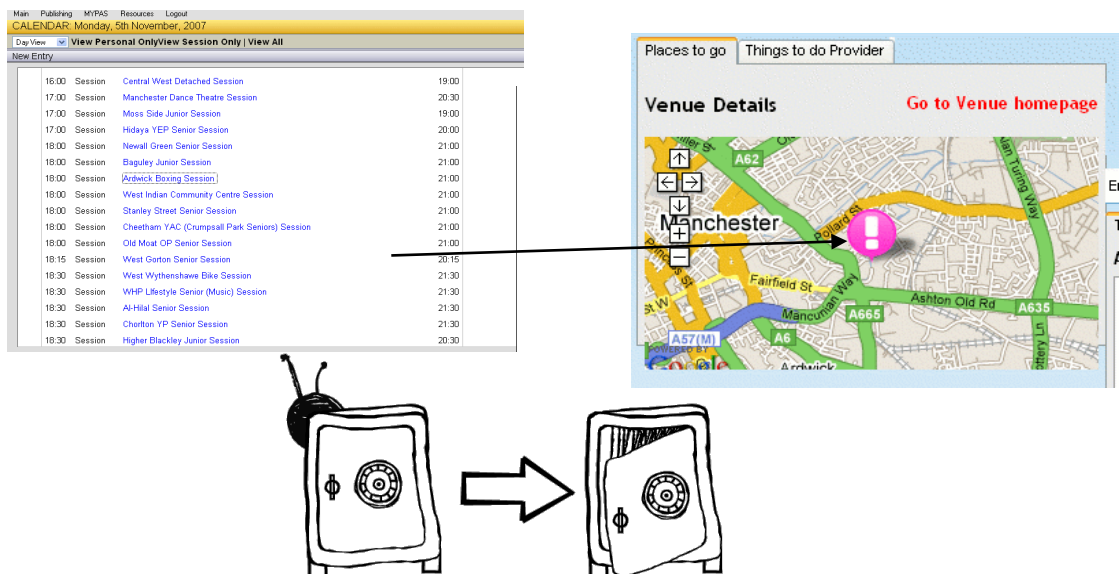 Main Publishing MYPAS Resources Logout
CALENDAR: Monday, 5th November, 2007
Day View View Personal OnlyView Session Only | View All
New Entry
16:00 Session Central West Detached Session 19:00
17:00 Session Manchester Dance Theatre Session 20:30
17:00 Session Moss Side Junior Session 19:00
17:00 Session Hidaya YEP Senior Session 20:00
18:00 Session Newall Green Senior Session 21:00
18:00 Session Baguley Junior Session 21:00
18:00 Session Ardwick Boxing Session 21:00
18:00 Session West Indian Community Centre Session 21:00
18:00 Session Stanley Street Senior Session 21:00
18:00 Session Cheetham YAC (Crumpsall Park Seniors) Session 21:00
18:00 Session Old Moat OP Senior Session 21:00
18:15 Session West Gorton Senior Session 20:15
18:30 Session West Wythenshawe Bike Session 21:30
18:30 Session WHP Lifestyle Senior (Music) Session 21:30
18:30 Session Al-Hilal Senior Session 21:30
18:30 Session Chorlton YP Senior Session 21:30
18:30 Session Higher Blackley Junior Session 20:30
Places to go Things to do Provider
Venue Details Go to Venue homepage
A62
Alan Turing Way
Manchester
Pollard St
Princess St
Fairfield St
Mancunian Way
Ashton Old Rd
A635
A665
A57(M)
A6
POWERED BY
Google
Ardwick